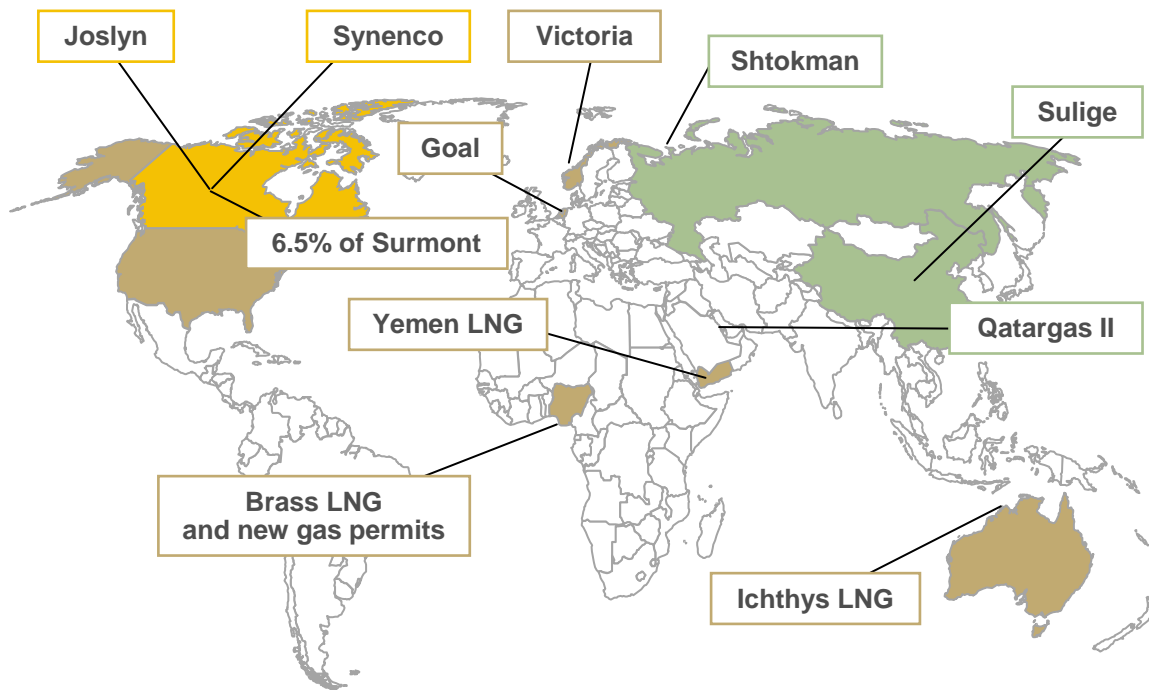 Joslyn
Synenco
Victoria
Shtokman
Sulige
Goal
6.5% of Surmont
Yemen LNG
Qatargas II
Brass LNG
and new gas permits
Ichthys LNG